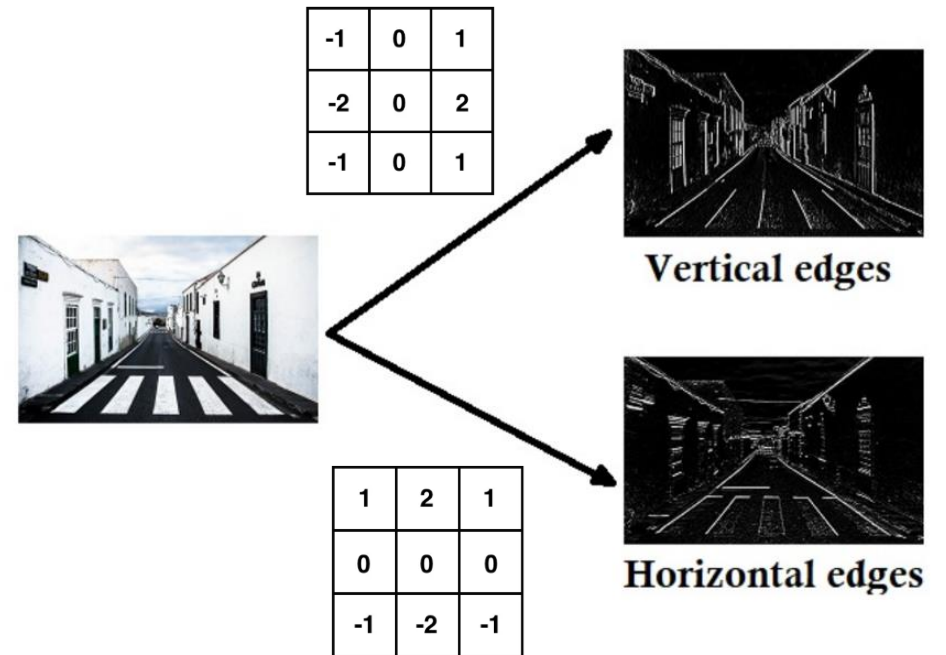 -1 0 1
-2 0 2
-1 0 1
Vertical edges
1 2 1
0 0 0
-1 -2 -1
Horizontal edges